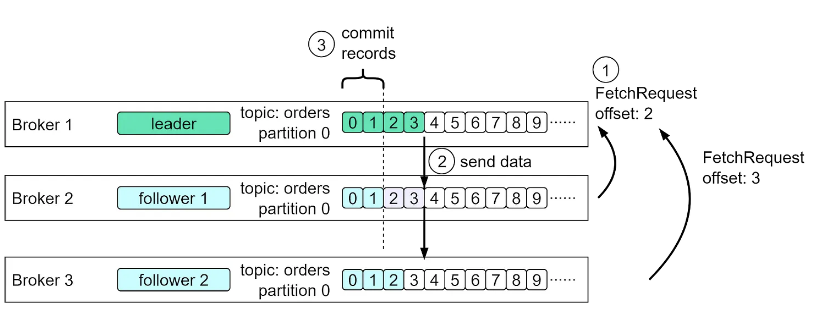 3 commit
records
1
FetchRequest
offset: 2
Broker 1 leader topic: orders
partition 0 0 1 2 3 4 5 6 7 8 9 ......
2 send data
FetchRequest
offset: 3
Broker 2 follower 1 topic: orders
partition 0 0 1 2 3 4 5 6 7 8 9 ......
Broker 3 follower 2 topic: orders
partition 0 0 1 2 3 4 5 6 7 8 9 ......